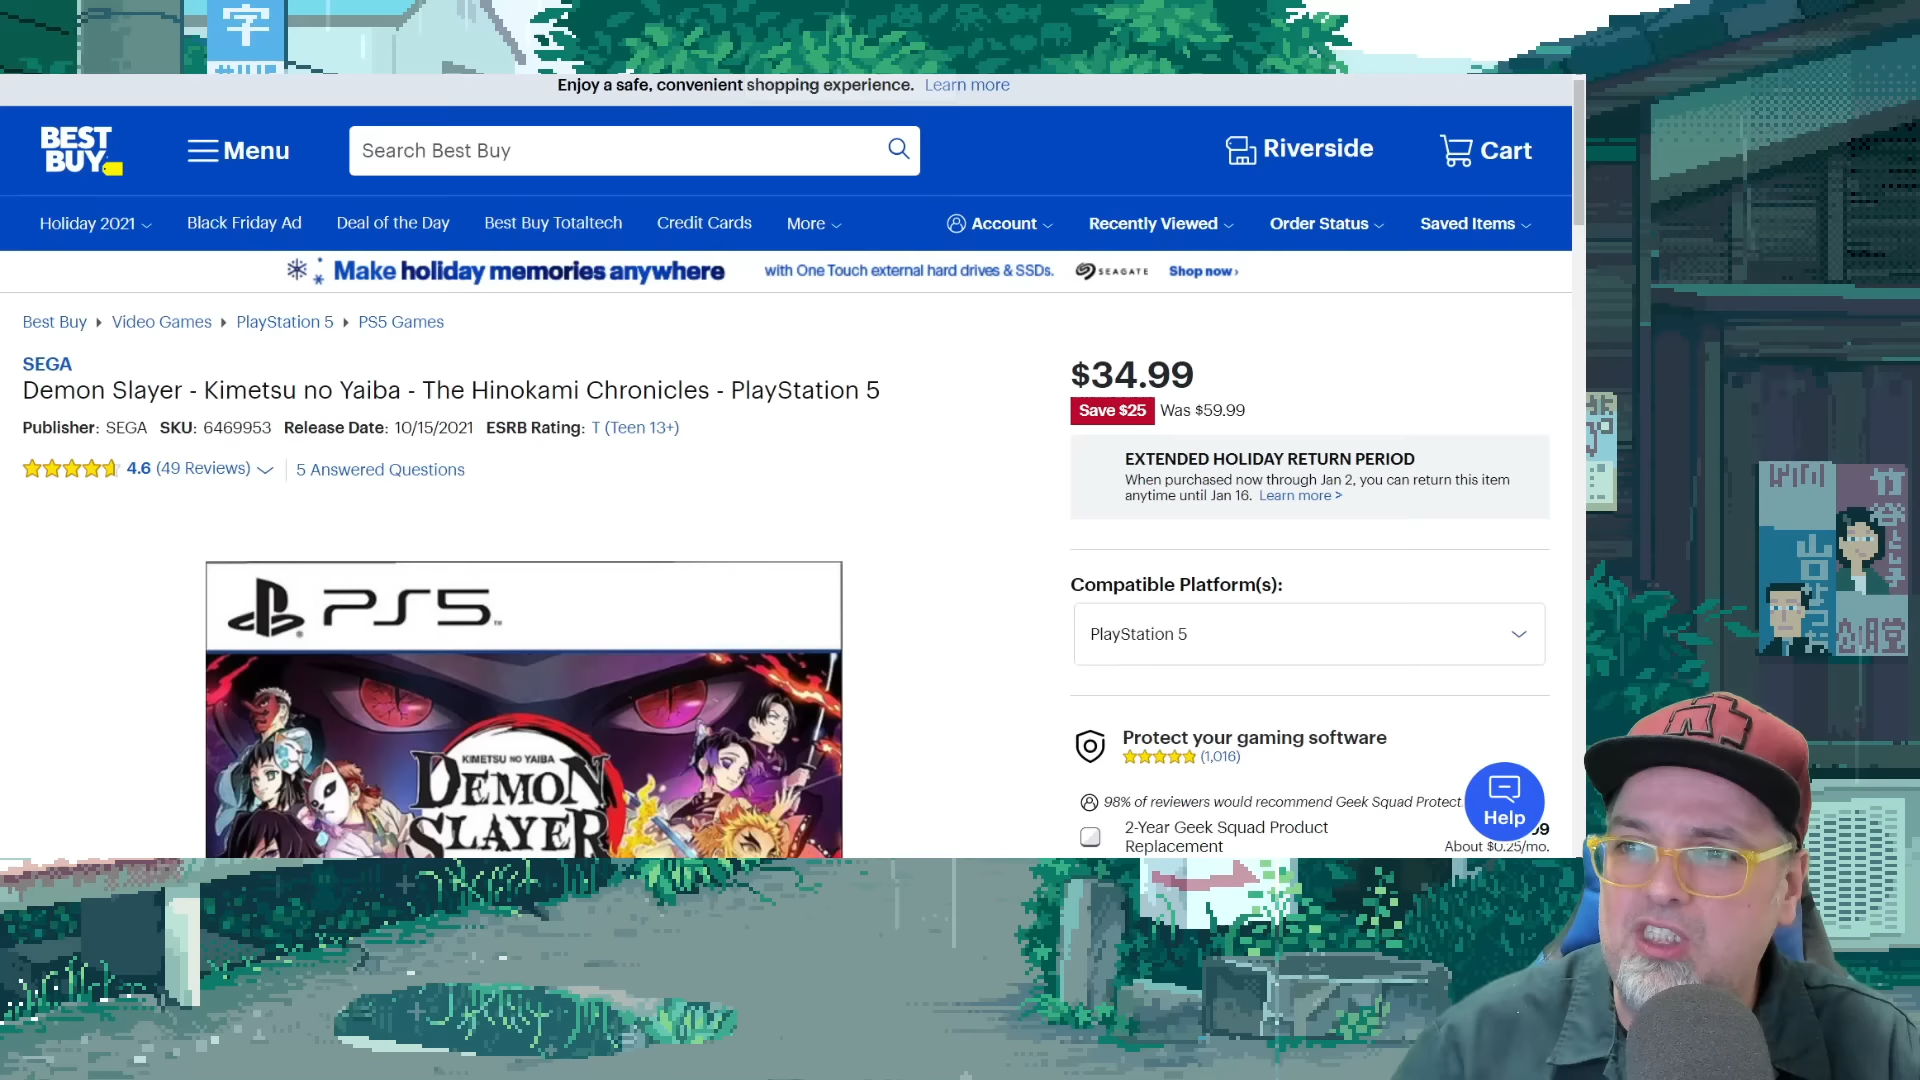 字
Enjoy a safe, convenient shopping experience. Learn more
BEST BUY
Menu
Search Best Buy
Riverside
Cart
Holiday 2021
Black Friday Ad
Deal of the Day
Best Buy Totaltech
Credit Cards
More
Account
Recently Viewed
Order Status
Saved Items
Make holiday memories anywhere with One Touch external hard drives & SSDs. SEAGATE Shop now ›
Best Buy Video Games PlayStation 5 PS5 Games
SEGA
Demon Slayer - Kimetsu no Yaiba - The Hinokami Chronicles - PlayStation 5
Publisher: SEGA SKU: 6469953 Release Date: 10/15/2021 ESRB Rating: T (Teen 13+)
4.6 (49 Reviews) 5 Answered Questions
PS5
KIMETSU NO YAIBA
DEMON
SLAYER
$34.99
Save $25 Was $59.99
EXTENDED HOLIDAY RETURN PERIOD
When purchased now through Jan 2, you can return this item
anytime until Jan 16. Learn more >
Compatible Platform(s):
PlayStation 5
Protect your gaming software
(1,016)
98% of reviewers would recommend Geek Squad Protect
2-Year Geek Squad Product
Replacement
About $0.25/mo.
Help